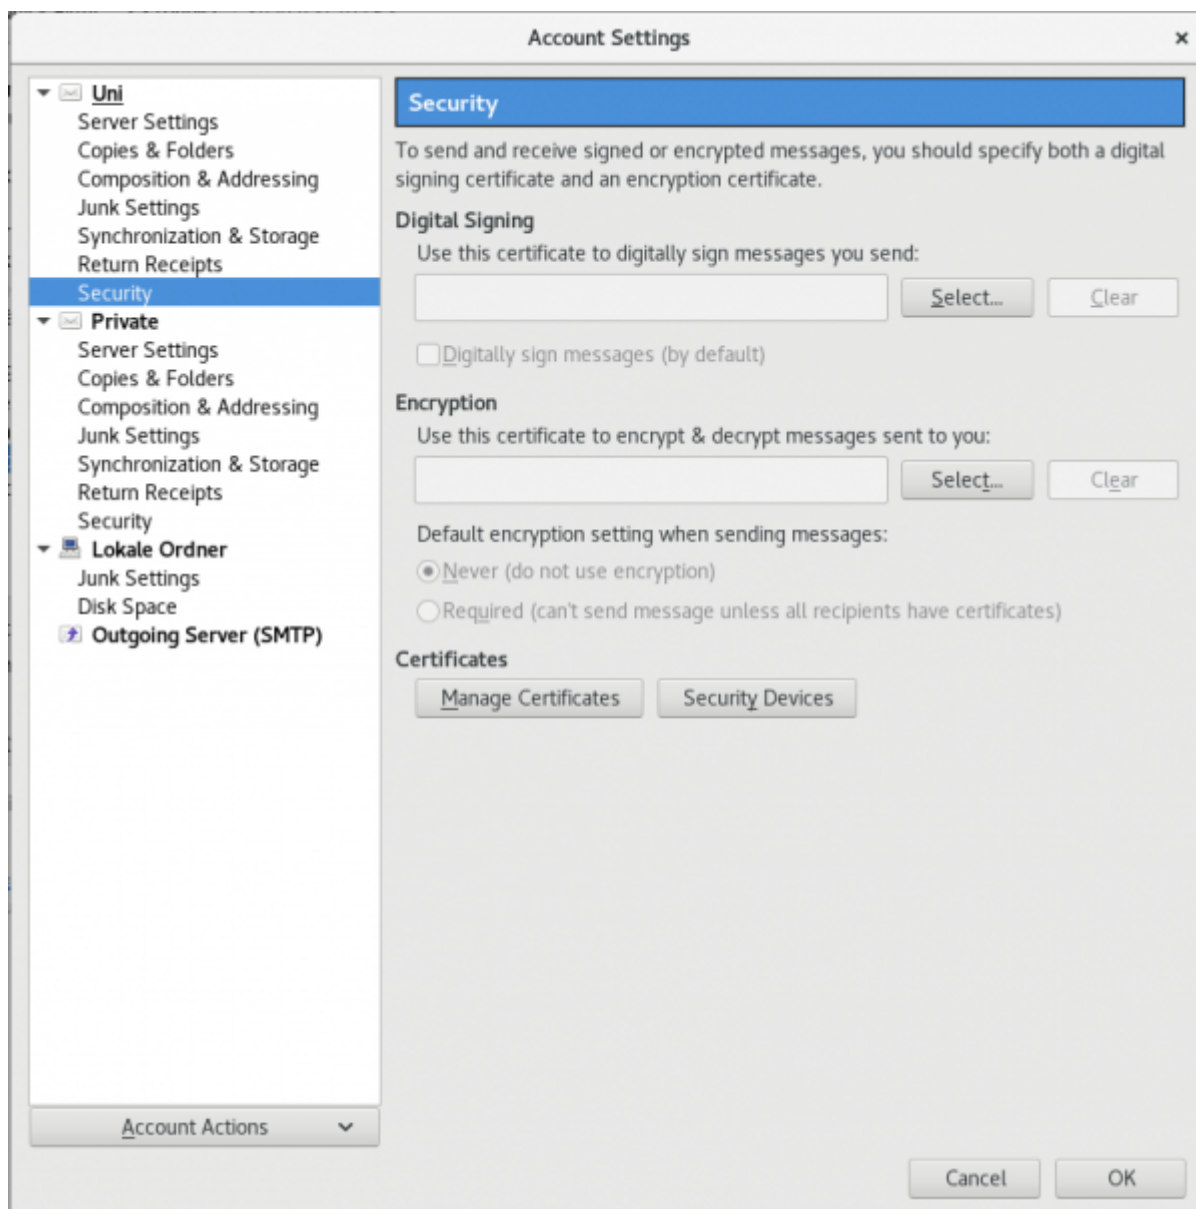 Account Settings
Uni
Server Settings
Copies & Folders
Composition & Addressing
Junk Settings
Synchronization & Storage
Return Receipts
Security
Private
Server Settings
Copies & Folders
Composition & Addressing
Junk Settings
Synchronization & Storage
Return Receipts
Security
Lokale Ordner
Junk Settings
Disk Space
Outgoing Server (SMTP)
Account Actions
Security
To send and receive signed or encrypted messages, you should specify both a digital
signing certificate and an encryption certificate.
Digital Signing
Use this certificate to digitally sign messages you send:
Select... Clear
Digitally sign messages (by default)
Encryption
Use this certificate to encrypt & decrypt messages sent to you:
Select... Clear
Default encryption setting when sending messages:
Never (do not use encryption)
Required (can't send message unless all recipients have certificates)
Certificates
Manage Certificates Security Devices
Cancel OK